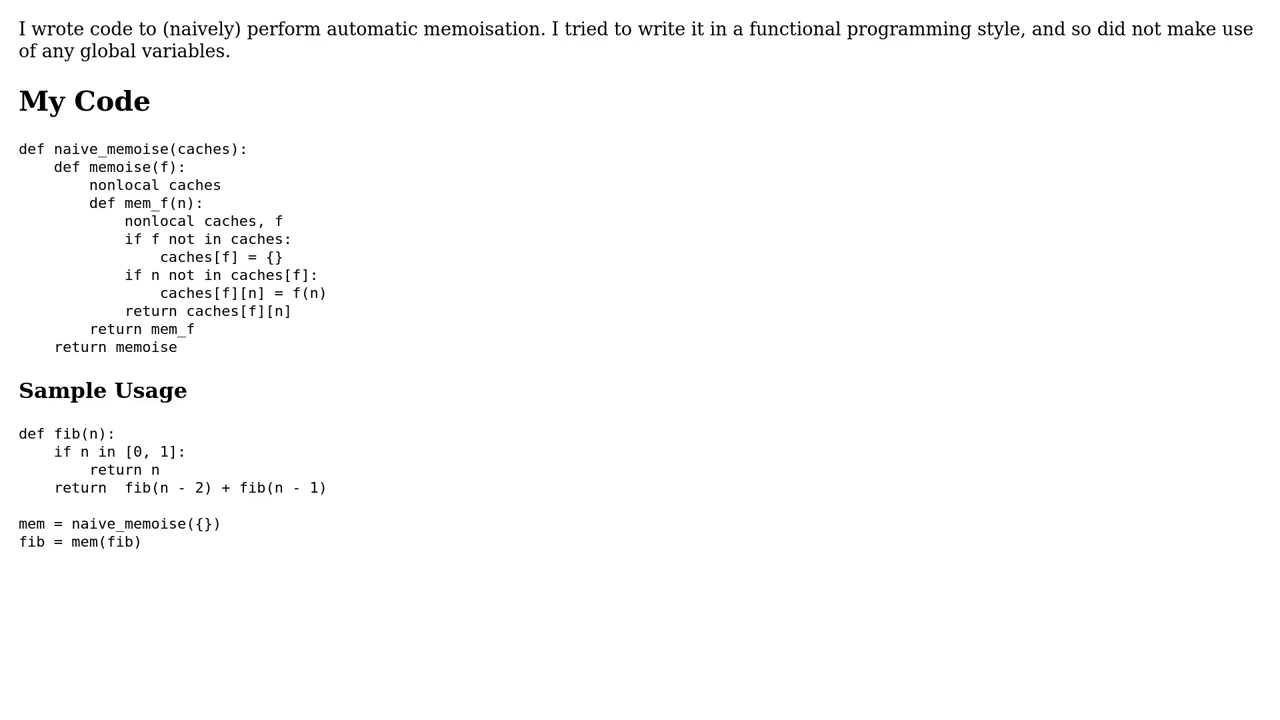 I wrote code to (naively) perform automatic memoisation. I tried to write it in a functional programming style, and so did not make use
of any global variables.
My Code
def naive_memoise(caches):
    def memoise(f):
        nonlocal caches
        def mem_f(n):
            nonlocal caches, f
            if f not in caches:
                caches[f] = {}
            if n not in caches[f]:
                caches[f][n] = f(n)
            return caches[f][n]
        return mem_f
    return memoise
Sample Usage
def fib(n):
    if n in [0, 1]:
        return n
    return  fib(n - 2) + fib(n - 1)

mem = naive_memoise({})
fib = mem(fib)